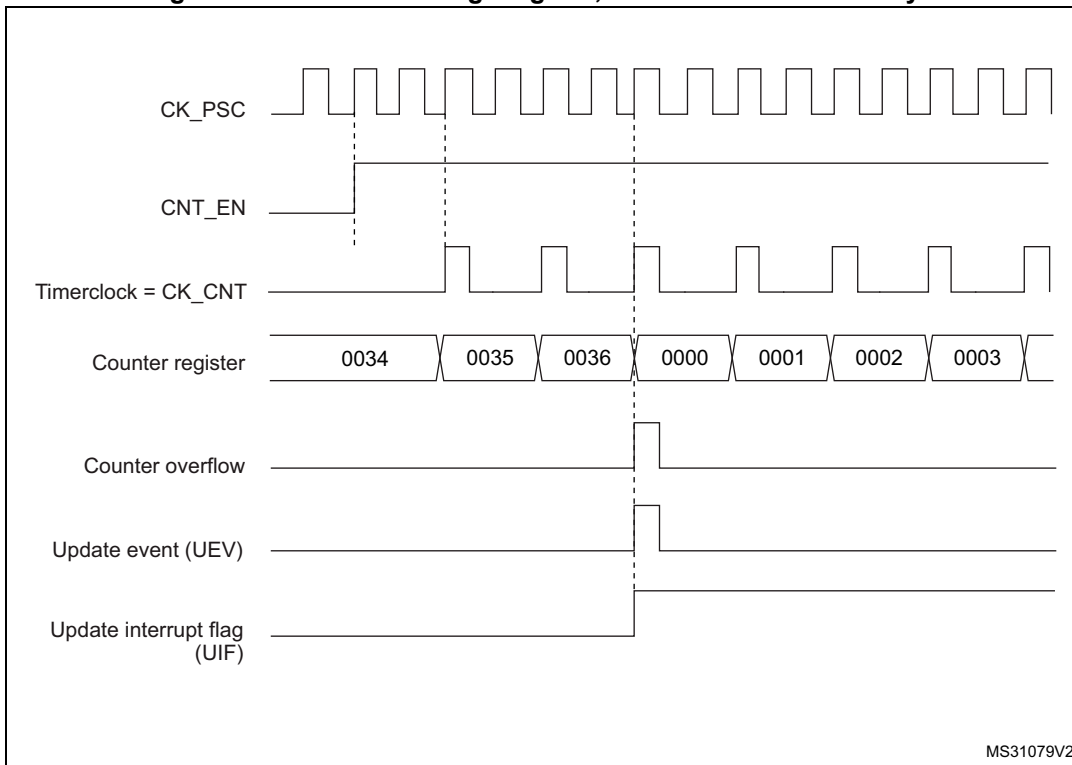 CK_PSC
CNT_EN
Timerclock = CK_CNT
Counter register
0034
0035
0036
0000
0001
0002
0003
Counter overflow
Update event (UEV)
Update interrupt flag
(UIF)
MS31079V2